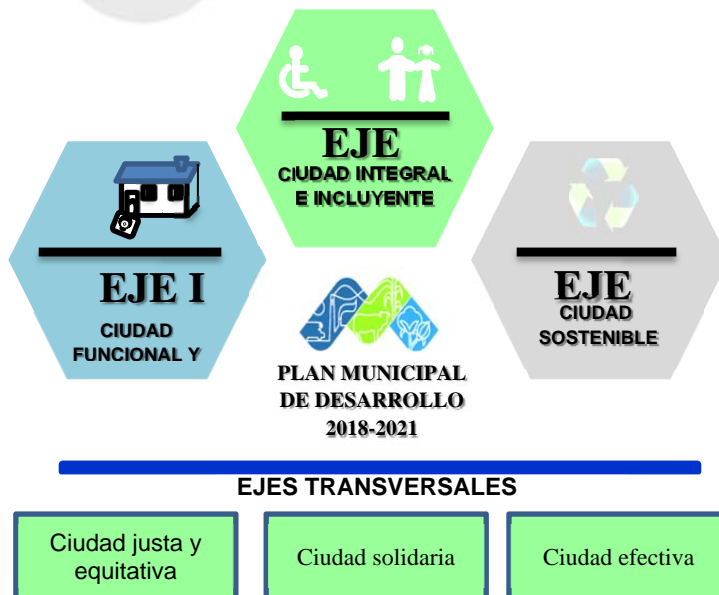 EJE
CIUDAD INTEGRAL
E INCLUYENTE
EJE I
CIUDAD
FUNCIONAL Y
EJE
CIUDAD
SOSTENIBLE
PLAN MUNICIPAL
DE DESARROLLO
2018-2021
EJES TRANSVERSALES
Ciudad justa y
equitativa
Ciudad solidaria
Ciudad efectiva